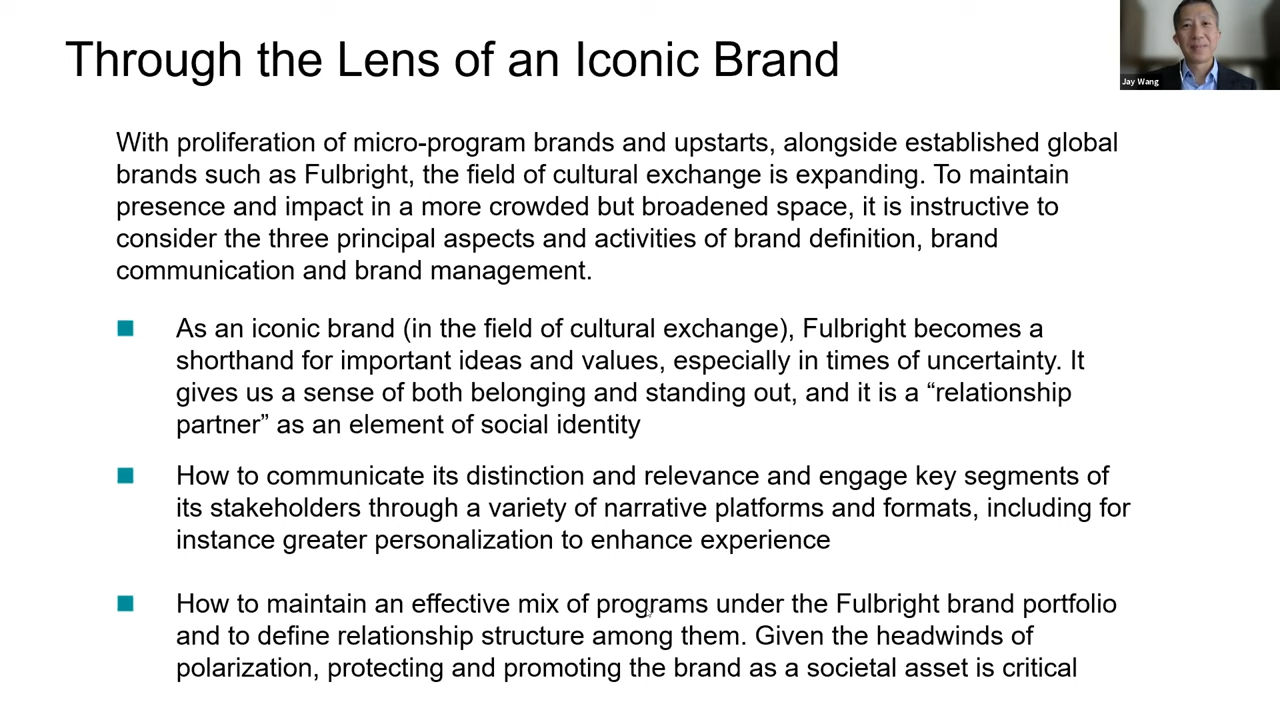 Through the Lens of an Iconic Brand
Jay Wang
With proliferation of micro-program brands and upstarts, alongside established global
brands such as Fulbright, the field of cultural exchange is expanding. To maintain
presence and impact in a more crowded but broadened space, it is instructive to
consider the three principal aspects and activities of brand definition, brand
communication and brand management.
As an iconic brand (in the field of cultural exchange), Fulbright becomes a
shorthand for important ideas and values, especially in times of uncertainty. It
gives us a sense of both belonging and standing out, and it is a “relationship
partner” as an element of social identity
How to communicate its distinction and relevance and engage key segments of
its stakeholders through a variety of narrative platforms and formats, including for
instance greater personalization to enhance experience
How to maintain an effective mix of programs under the Fulbright brand portfolio
and to define relationship structure among them. Given the headwinds of
polarization, protecting and promoting the brand as a societal asset is critical